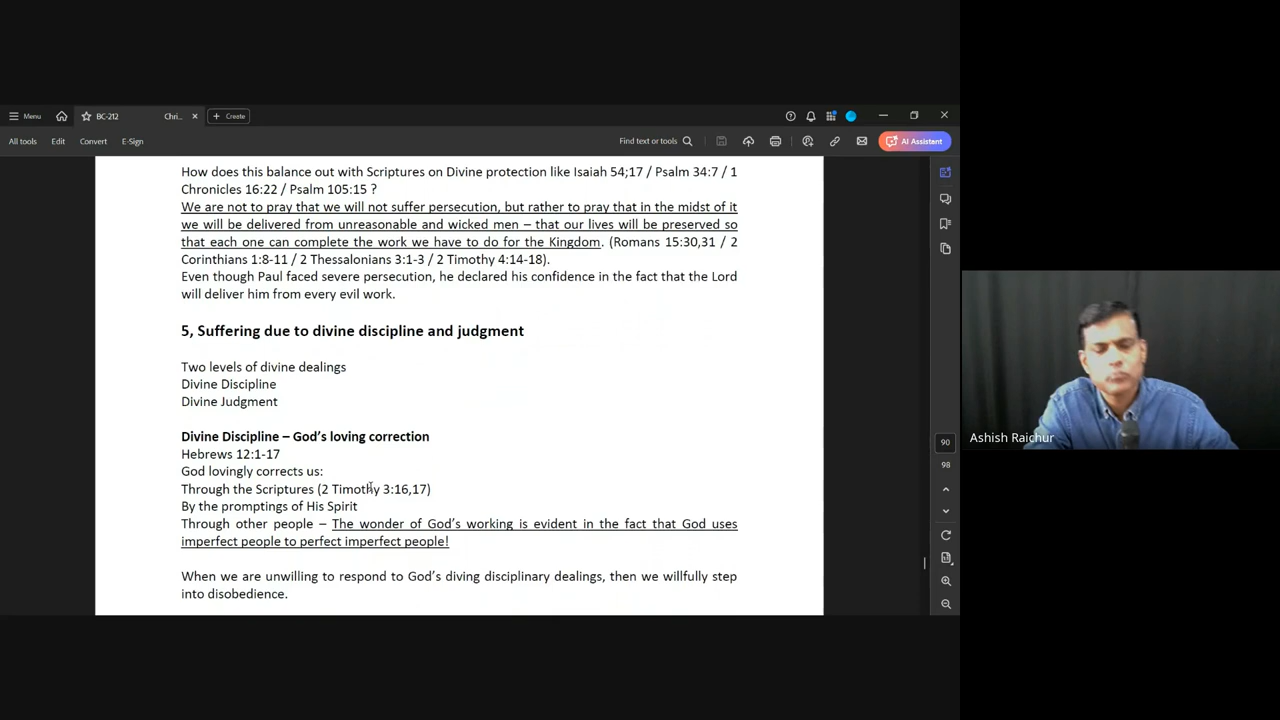 Menu
BC-212
Chri...
Create
All tools
Edit
Convert
E-Sign
Find text or tools
AI Assistant
How does this balance out with Scriptures on Divine protection like Isaiah 54;17 / Psalm 34:7 / 1
Chronicles 16:22 / Psalm 105:15 ?
We are not to pray that we will not suffer persecution, but rather to pray that in the midst of it
we will be delivered from unreasonable and wicked men – that our lives will be preserved so
that each one can complete the work we have to do for the Kingdom. (Romans 15:30,31 / 2
Corinthians 1:8-11 / 2 Thessalonians 3:1-3 / 2 Timothy 4:14-18).
Even though Paul faced severe persecution, he declared his confidence in the fact that the Lord
will deliver him from every evil work.
5, Suffering due to divine discipline and judgment
Two levels of divine dealings
Divine Discipline
Divine Judgment
Divine Discipline – God's loving correction
Hebrews 12:1-17
God lovingly corrects us:
Through the Scriptures (2 Timothy 3:16,17)
By the promptings of His Spirit
Through other people – The wonder of God's working is evident in the fact that God uses
imperfect people to perfect imperfect people!
When we are unwilling to respond to God's diving disciplinary dealings, then we willfully step
into disobedience.
90
98
Ashish Raichur